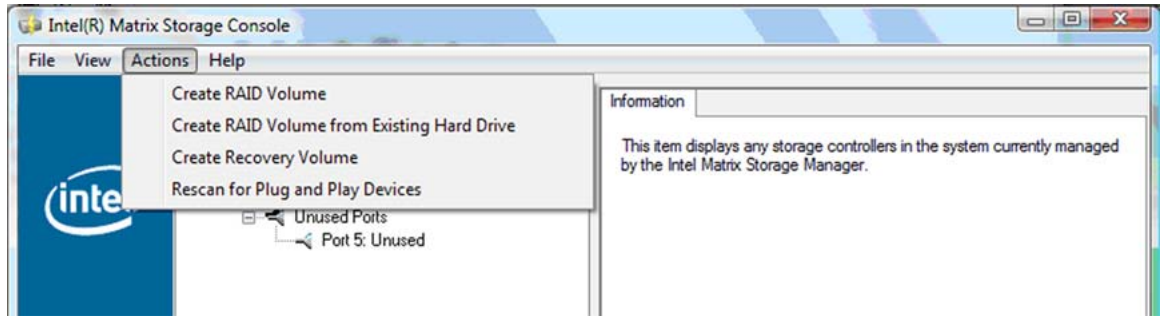 Intel(R) Matrix Storage Console
File View Actions Help
Create RAID Volume
Create RAID Volume from Existing Hard Drive
Create Recovery Volume
Rescan for Plug and Play Devices
Unused Ports
Port 5: Unused
Information
This item displays any storage controllers in the system currently managed
by the Intel Matrix Storage Manager.
inte